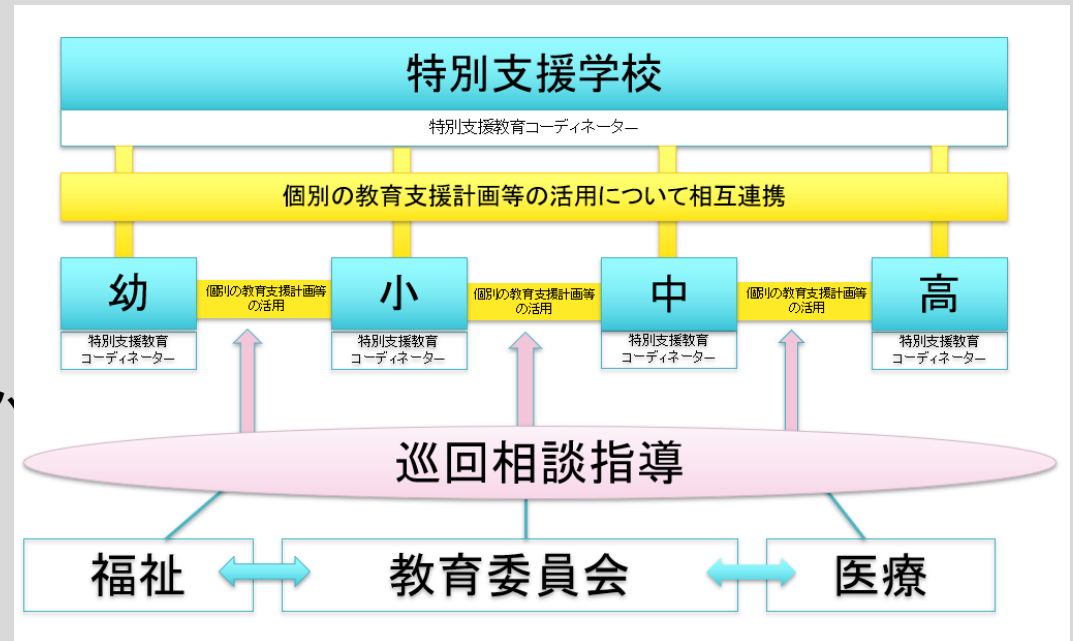 特別支援学校
特別支援教育コーディネーター
個別の教育支援計画等の活用について相互連携
幼
個別の教育支援計画等
の活用
小
個別の教育支援計画等
の活用
中
個別の教育支援計画等
の活用
高
特別支援教育
コーディネーター
特別支援教育
コーディネーター
特別支援教育
コーディネーター
特別支援教育
コーディネーター
巡回相談指導
福祉
教育委員会
医療